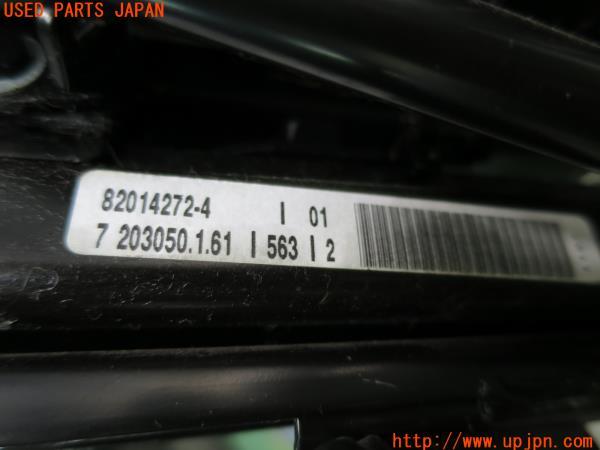 USED PARTS JAPAN
82014272-4 | 01
7 203050.1.61 | 563 | 2
http://www.upjpn.com